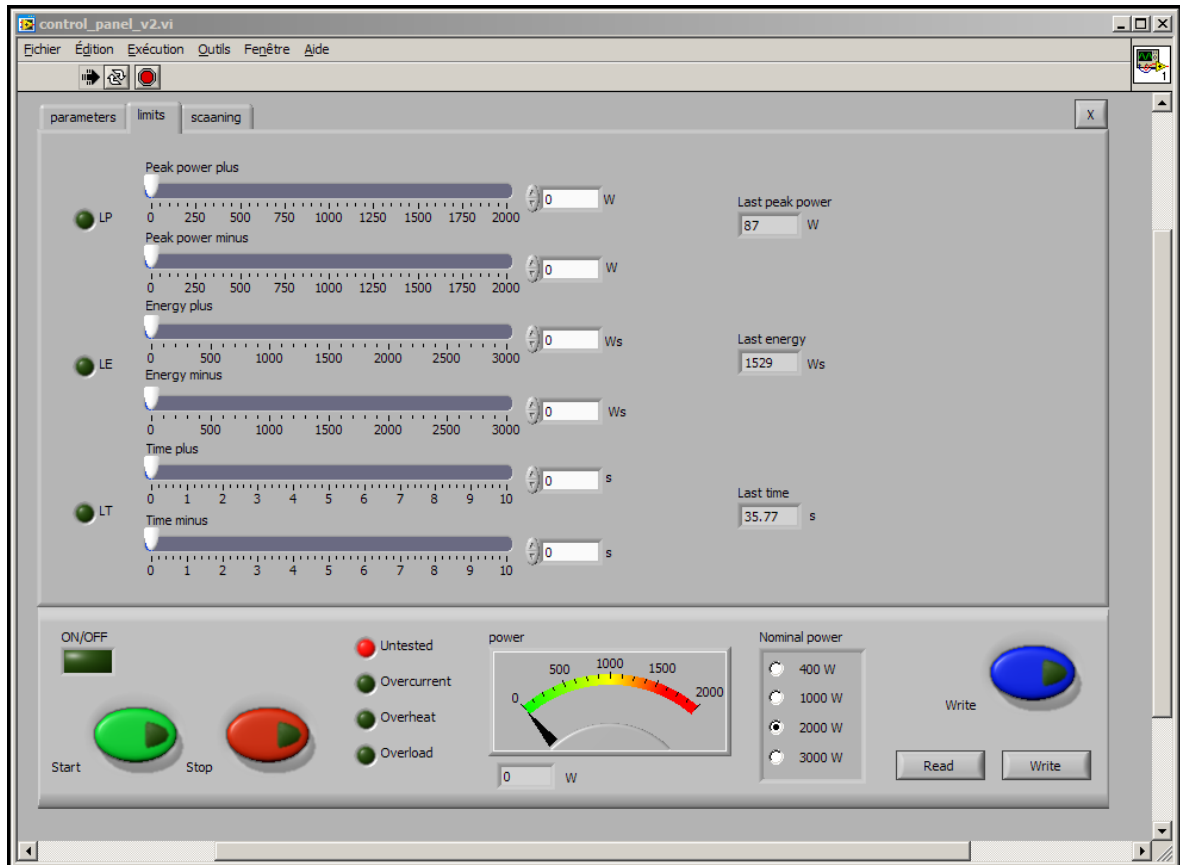 control_panel_v2.vi
Fichier Édition Exécution Outils Fenêtre Aide
1
parameters limits scaaning X
Peak power plus
0 W
0 250 500 750 1000 1250 1500 1750 2000
LP
Peak power minus
0 W
0 250 500 750 1000 1250 1500 1750 2000
Last peak power
87 W
Energy plus
0 Ws
0 500 1000 1500 2000 2500 3000
LE
Energy minus
0 Ws
0 500 1000 1500 2000 2500 3000
Last energy
1529 Ws
Time plus
0 s
0 1 2 3 4 5 6 7 8 9 10
LT
Time minus
0 s
0 1 2 3 4 5 6 7 8 9 10
Last time
35.77 s
ON/OFF
Start
Stop
Untested
Overcurrent
Overheat
Overload
power
0 500 1000 1500 2000
0 W
Nominal power
400 W
1000 W
2000 W
3000 W
Write
Read Write